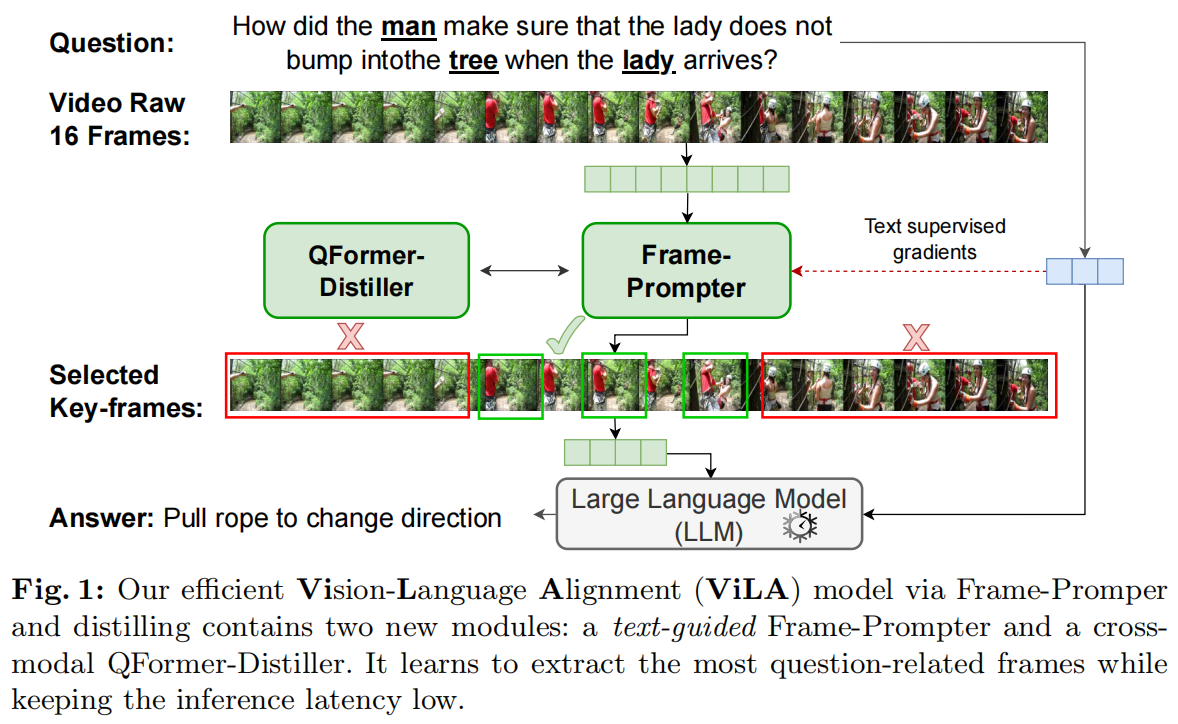 Question:
How did the man make sure that the lady does not
bump intothe tree when the lady arrives?
Video Raw
16 Frames:
QFormer-
Distiller
Frame-
Prompter
Text supervised
gradients
X
X
Selected
Key-frames:
Large Language Model
(LLM)
Answer: Pull rope to change direction
Fig. 1: Our efficient Vision-Language Alignment (ViLA) model via Frame-Promper
and distilling contains two new modules: a text-guided Frame-Prompter and a cross-
modal QFormer-Distiller. It learns to extract the most question-related frames while
keeping the inference latency low.